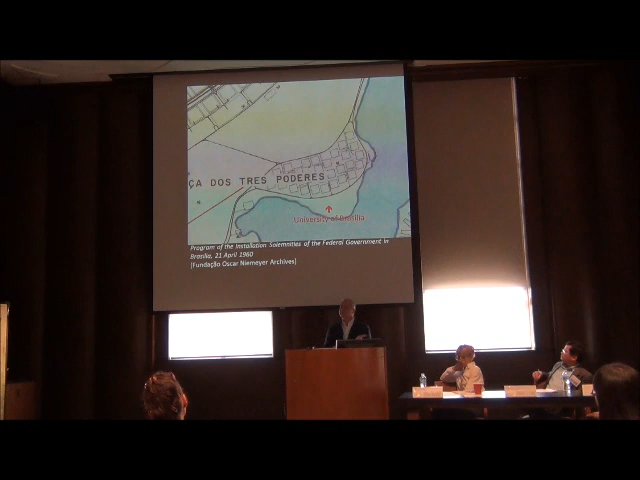 ÇA DOS TRES PODERES
University of Brasilia
Program of the Installation Solemnities of the Federal Government in
Brasília, 21 April 1960
[Fundação Oscar Niemeyer Archives]